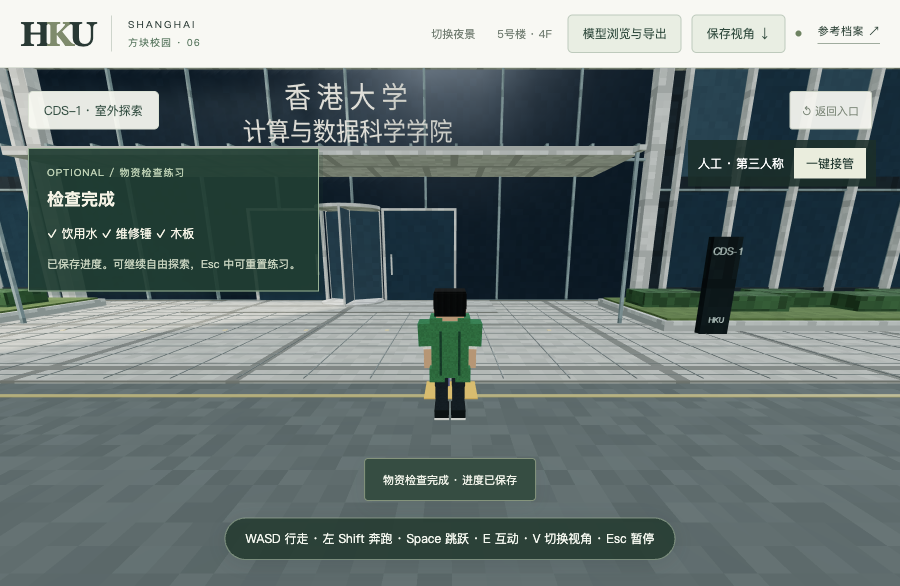 HKU
SHANGHAI
方块校园 · 06
切换夜景
5号楼 · 4F
模型浏览与导出
保存视角 ↓
参考档案 ↗
香港大学
计算与数据科学学院
CDS–1 · 室外探索
返回入口
人工 · 第三人称
一键接管
OPTIONAL / 物资检查练习
检查完成
✓ 饮用水 ✓ 维修锤 ✓ 木板
已保存进度。可继续自由探索，Esc 中可重置练习。
CDS-1
HKU
物资检查完成 · 进度已保存
WASD 行走 · 左 Shift 奔跑 · Space 跳跃 · E 互动 · V 切换视角 · Esc 暂停